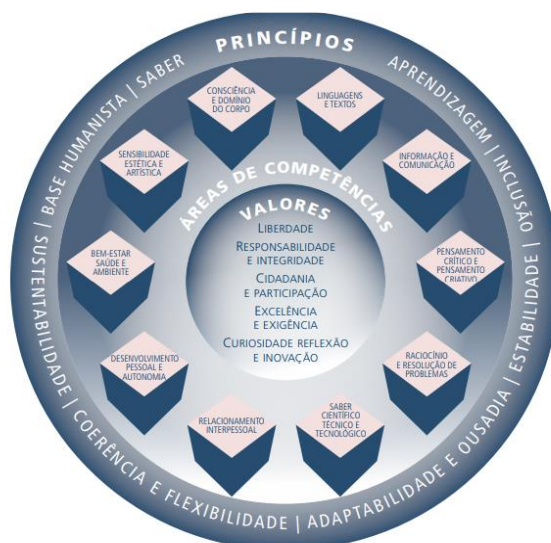 PRINCÍPIOS
BASE HUMANISTA | SABER
APRENDIZAGEM | INCLUSÃO |
ESTABILIDADE |
ADAPTABILIDADE E OUSADIA |
COERÊNCIA E FLEXIBILIDADE |
SUSTENTABILIDADE |
ÁREAS DE COMPETÊNCIAS
CONSCIÊNCIA
E DOMÍNIO
DO CORPO
LINGUAGENS
E TEXTOS
INFORMAÇÃO E
COMUNICAÇÃO
PENSAMENTO
CRÍTICO E
PENSAMENTO
CRIATIVO
RACIOCÍNIO
E RESOLUÇÃO DE
PROBLEMAS
SABER
CIENTÍFICO
TÉCNICO E
TECNOLÓGICO
RELACIONAMENTO
INTERPESSOAL
DESENVOLVIMENTO
PESSOAL E
AUTONOMIA
BEM-ESTAR
SAÚDE E
AMBIENTE
SENSIBILIDADE
ESTÉTICA E
ARTÍSTICA
VALORES
LIBERDADE
RESPONSABILIDADE
E INTEGRIDADE
CIDADANIA
E PARTICIPAÇÃO
EXCELÊNCIA
E EXIGÊNCIA
CURIOSIDADE REFLEXÃO
E INOVAÇÃO